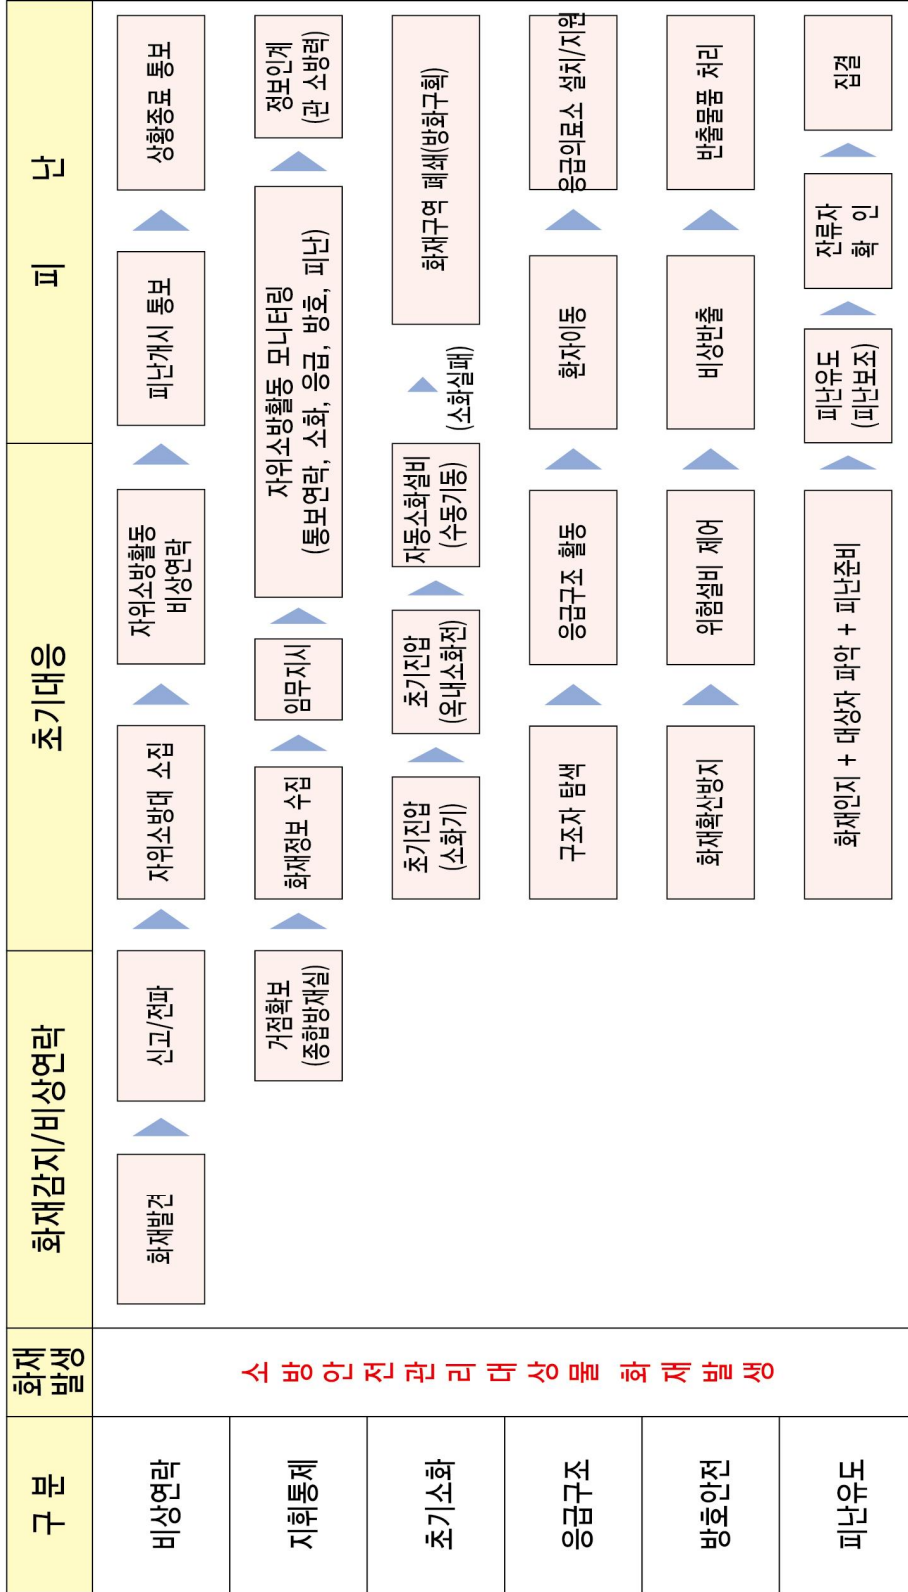 구 분
화재
발생
화재감지/비상연락
초기대응
피 난
소방안전관리대상물 화재발생
비상연락
화재발견
신고/전파
자위소방대 소집
자위소방활동
비상연락
피난개시 통보
상황종료 통보
지휘통제
거점확보
(종합방재실)
화재정보 수집
임무지시
자위소방활동 모니터링
(통보연락, 소화, 응급, 방호, 피난)
정보인계
(관 소방력)
초기소화
초기진압
(소화기)
초기진압
(옥내소화전)
자동소화설비
(수동기동)
(소화실패)
화재구역 폐쇄(방화구획)
응급구조
구조자 탐색
응급구조 활동
환자이동
응급의료소 설치/지원
방호안전
화재확산방지
위험설비 제어
비상반출
반출물품 처리
피난유도
화재인지 + 대상자 파악 + 피난준비
피난유도
(피난보조)
잔류자
확 인
집결